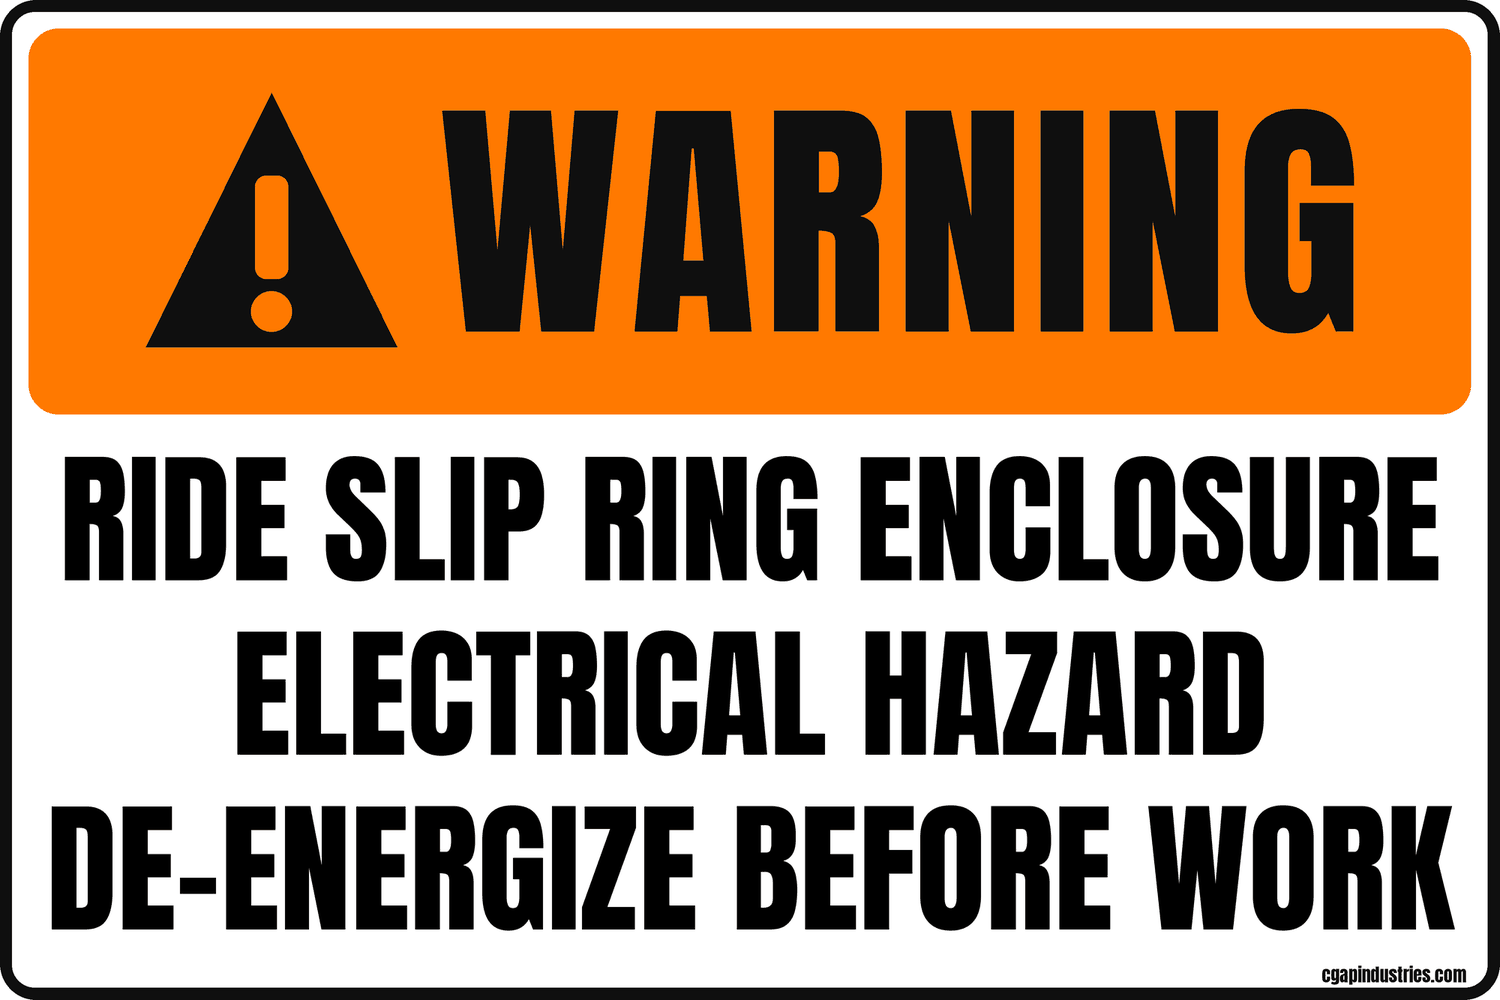 WARNING
RIDE SLIP RING ENCLOSURE
ELECTRICAL HAZARD
DE-ENERGIZE BEFORE WORK
cgapindustries.com